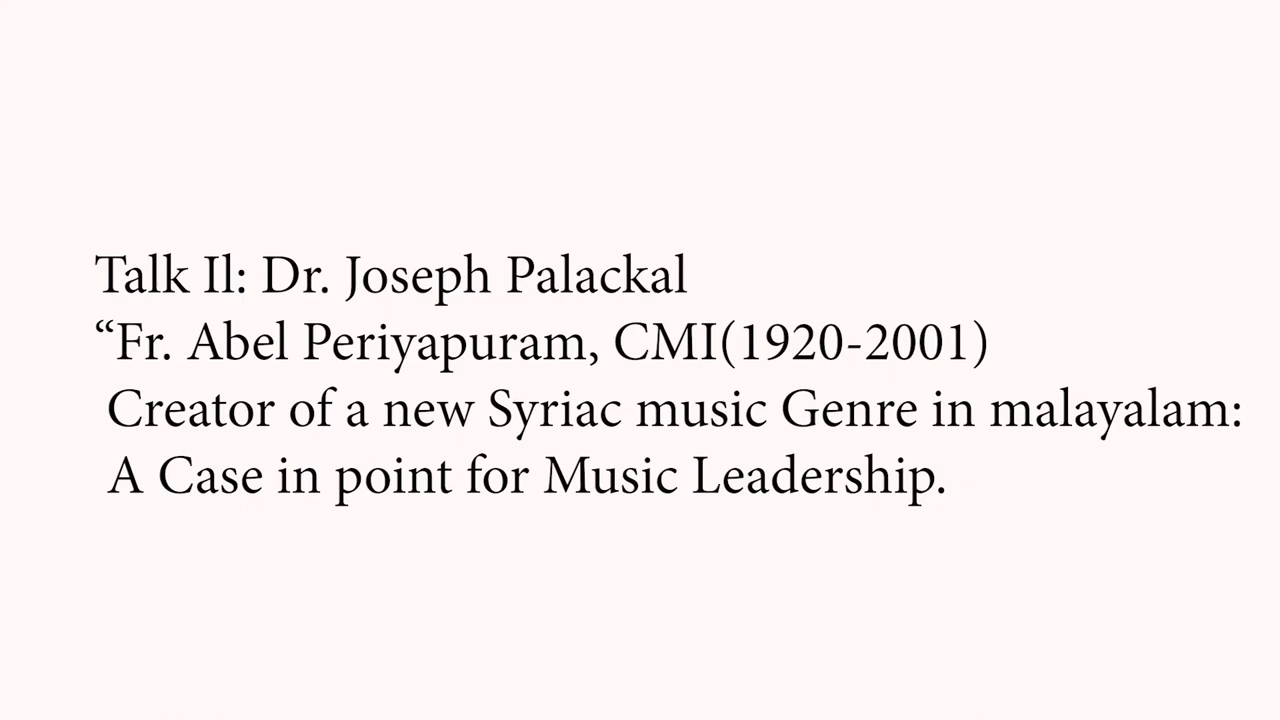 Talk Il: Dr. Joseph Palackal
“Fr. Abel Periyapuram, CMI(1920-2001)
Creator of a new Syriac music Genre in malayalam:
A Case in point for Music Leadership.